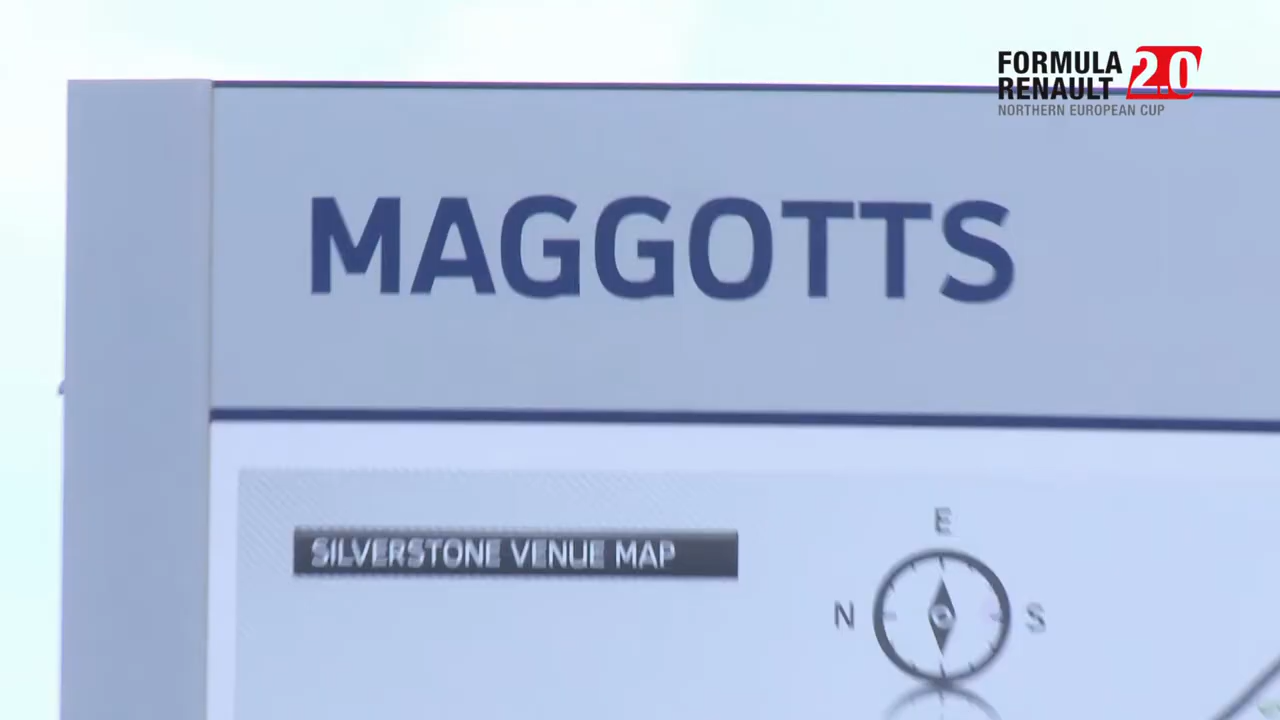 FORMULA
RENAULT 2.0
NORTHERN EUROPEAN CUP
MAGGOTTS
SILVERSTONE VENUE MAP
E
N
S